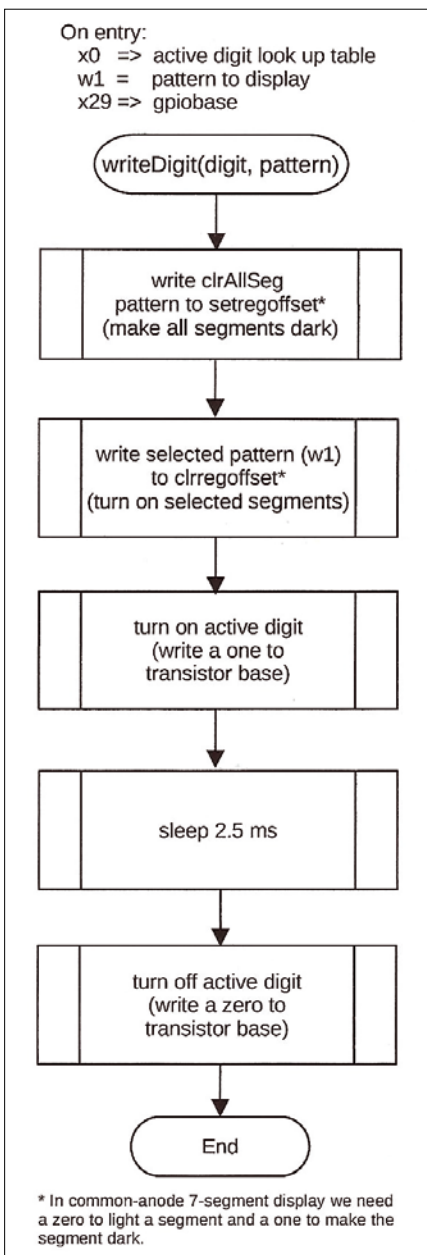 On entry:
x0 => active digit look up table
w1 = pattern to display
x29 => gpiobase
writeDigit(digit, pattern)
write clrAllSeg
pattern to setregoffset*
(make all segments dark)
write selected pattern (w1)
to clrregoffset*
(turn on selected segments)
turn on active digit
(write a one to
transistor base)
sleep 2.5 ms
turn off active digit
(write a zero to
transistor base)
End
* In common-anode 7-segment display we need
a zero to light a segment and a one to make the
segment dark.